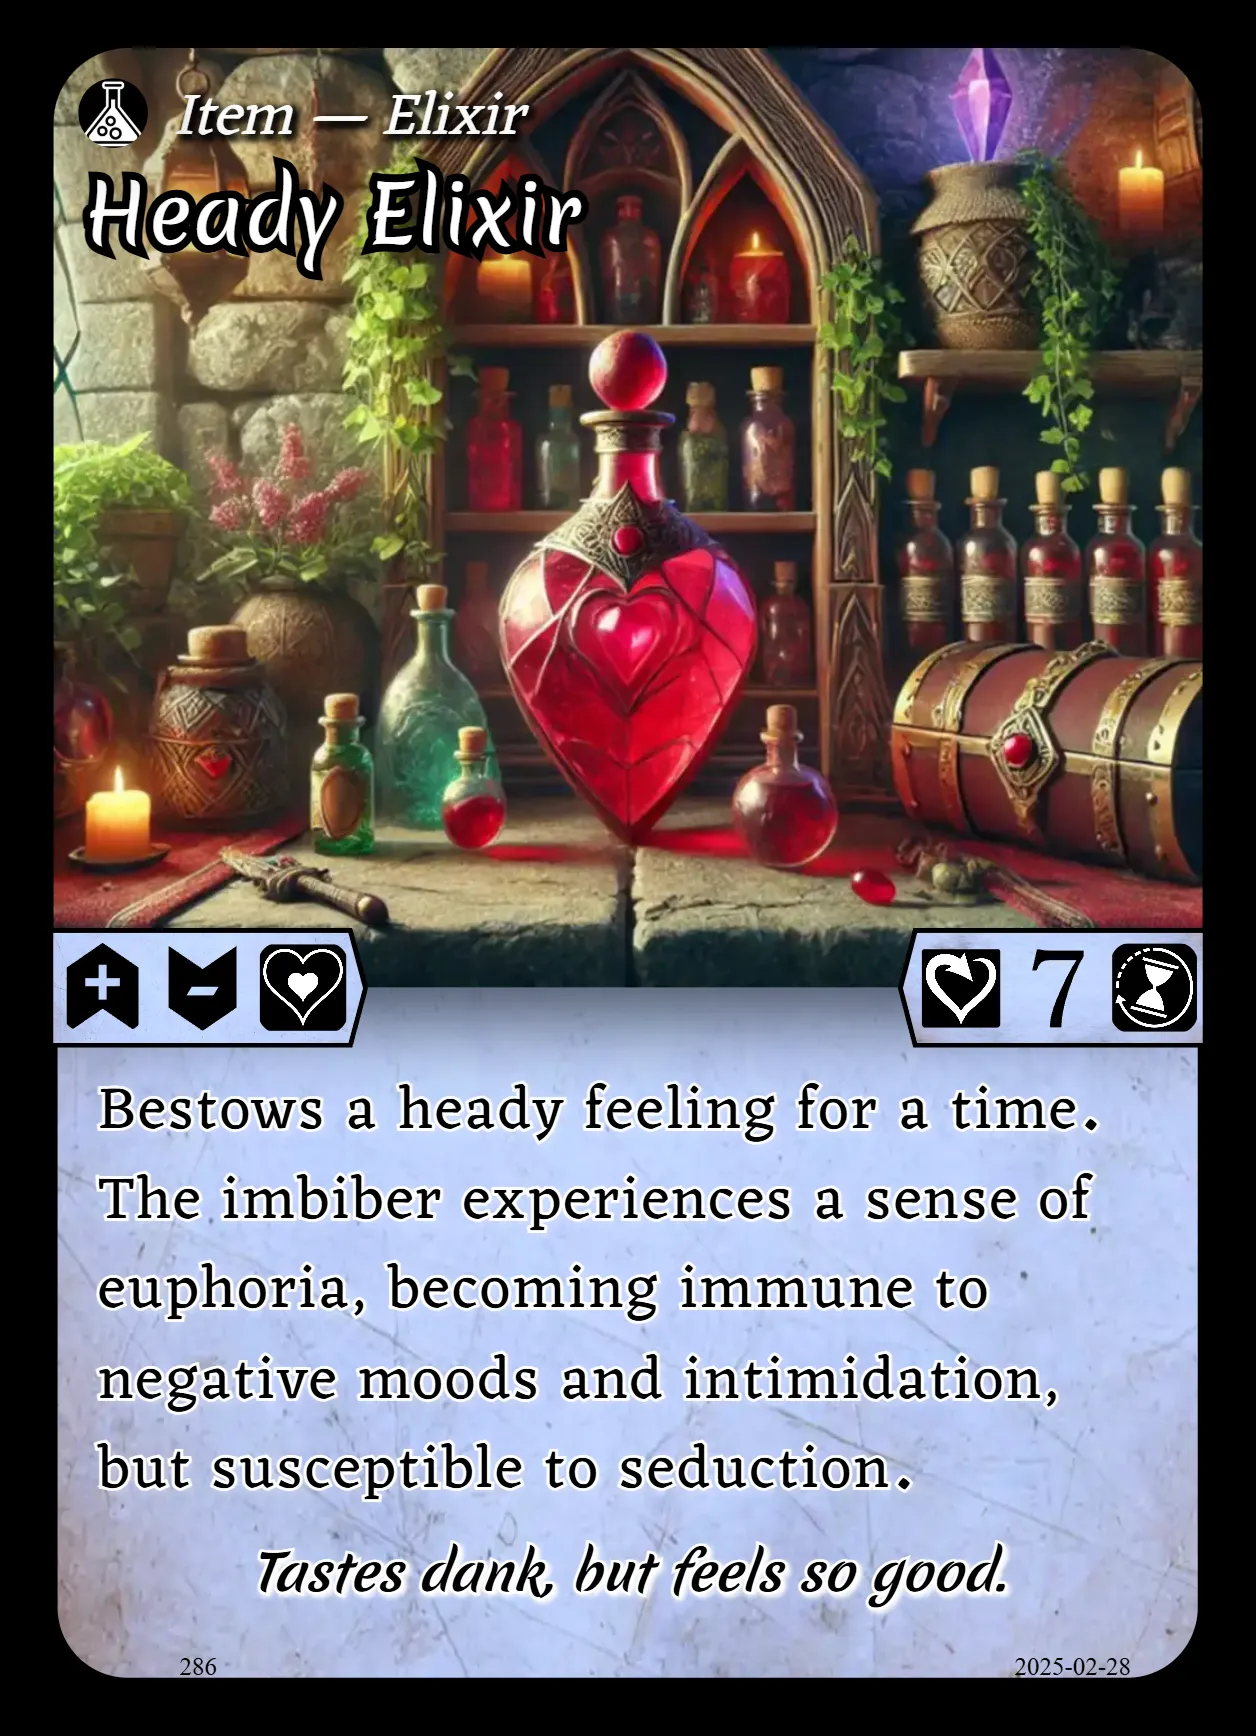 Item — Elixir
Heady Elixir
+ - 7
Bestows a heady feeling for a time.
The imbiber experiences a sense of
euphoria, becoming immune to
negative moods and intimidation,
but susceptible to seduction.
Tastes dank, but feels so good.
286 2025-02-28